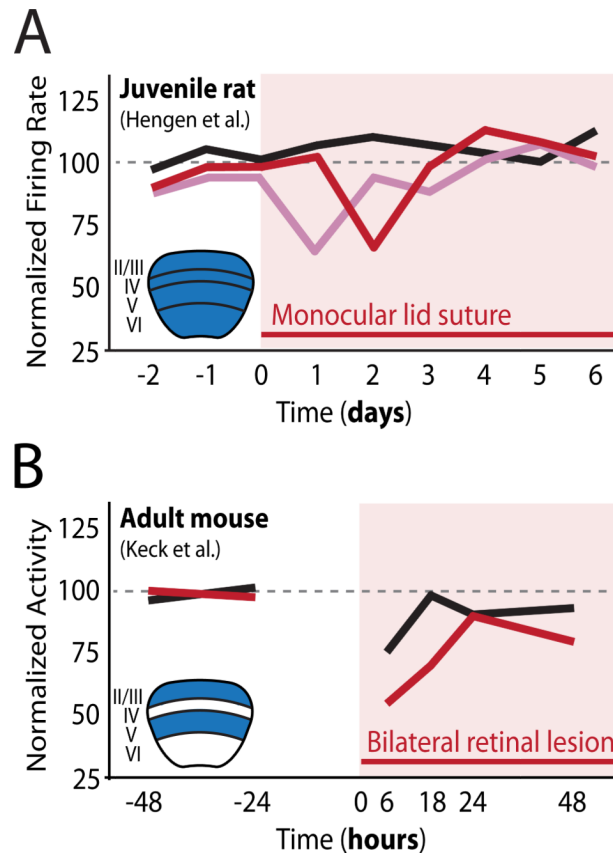 A
Normalized Firing Rate
125
100
75
50
25
Juvenile rat
(Hengen et al.)
II/III
IV
V
VI
Monocular lid suture
-2 -1 0 1 2 3 4 5 6
Time (days)
B
Normalized Activity
125
100
75
50
25
Adult mouse
(Keck et al.)
II/III
IV
V
VI
Bilateral retinal lesion
-48 -24 0 6 18 24 48
Time (hours)